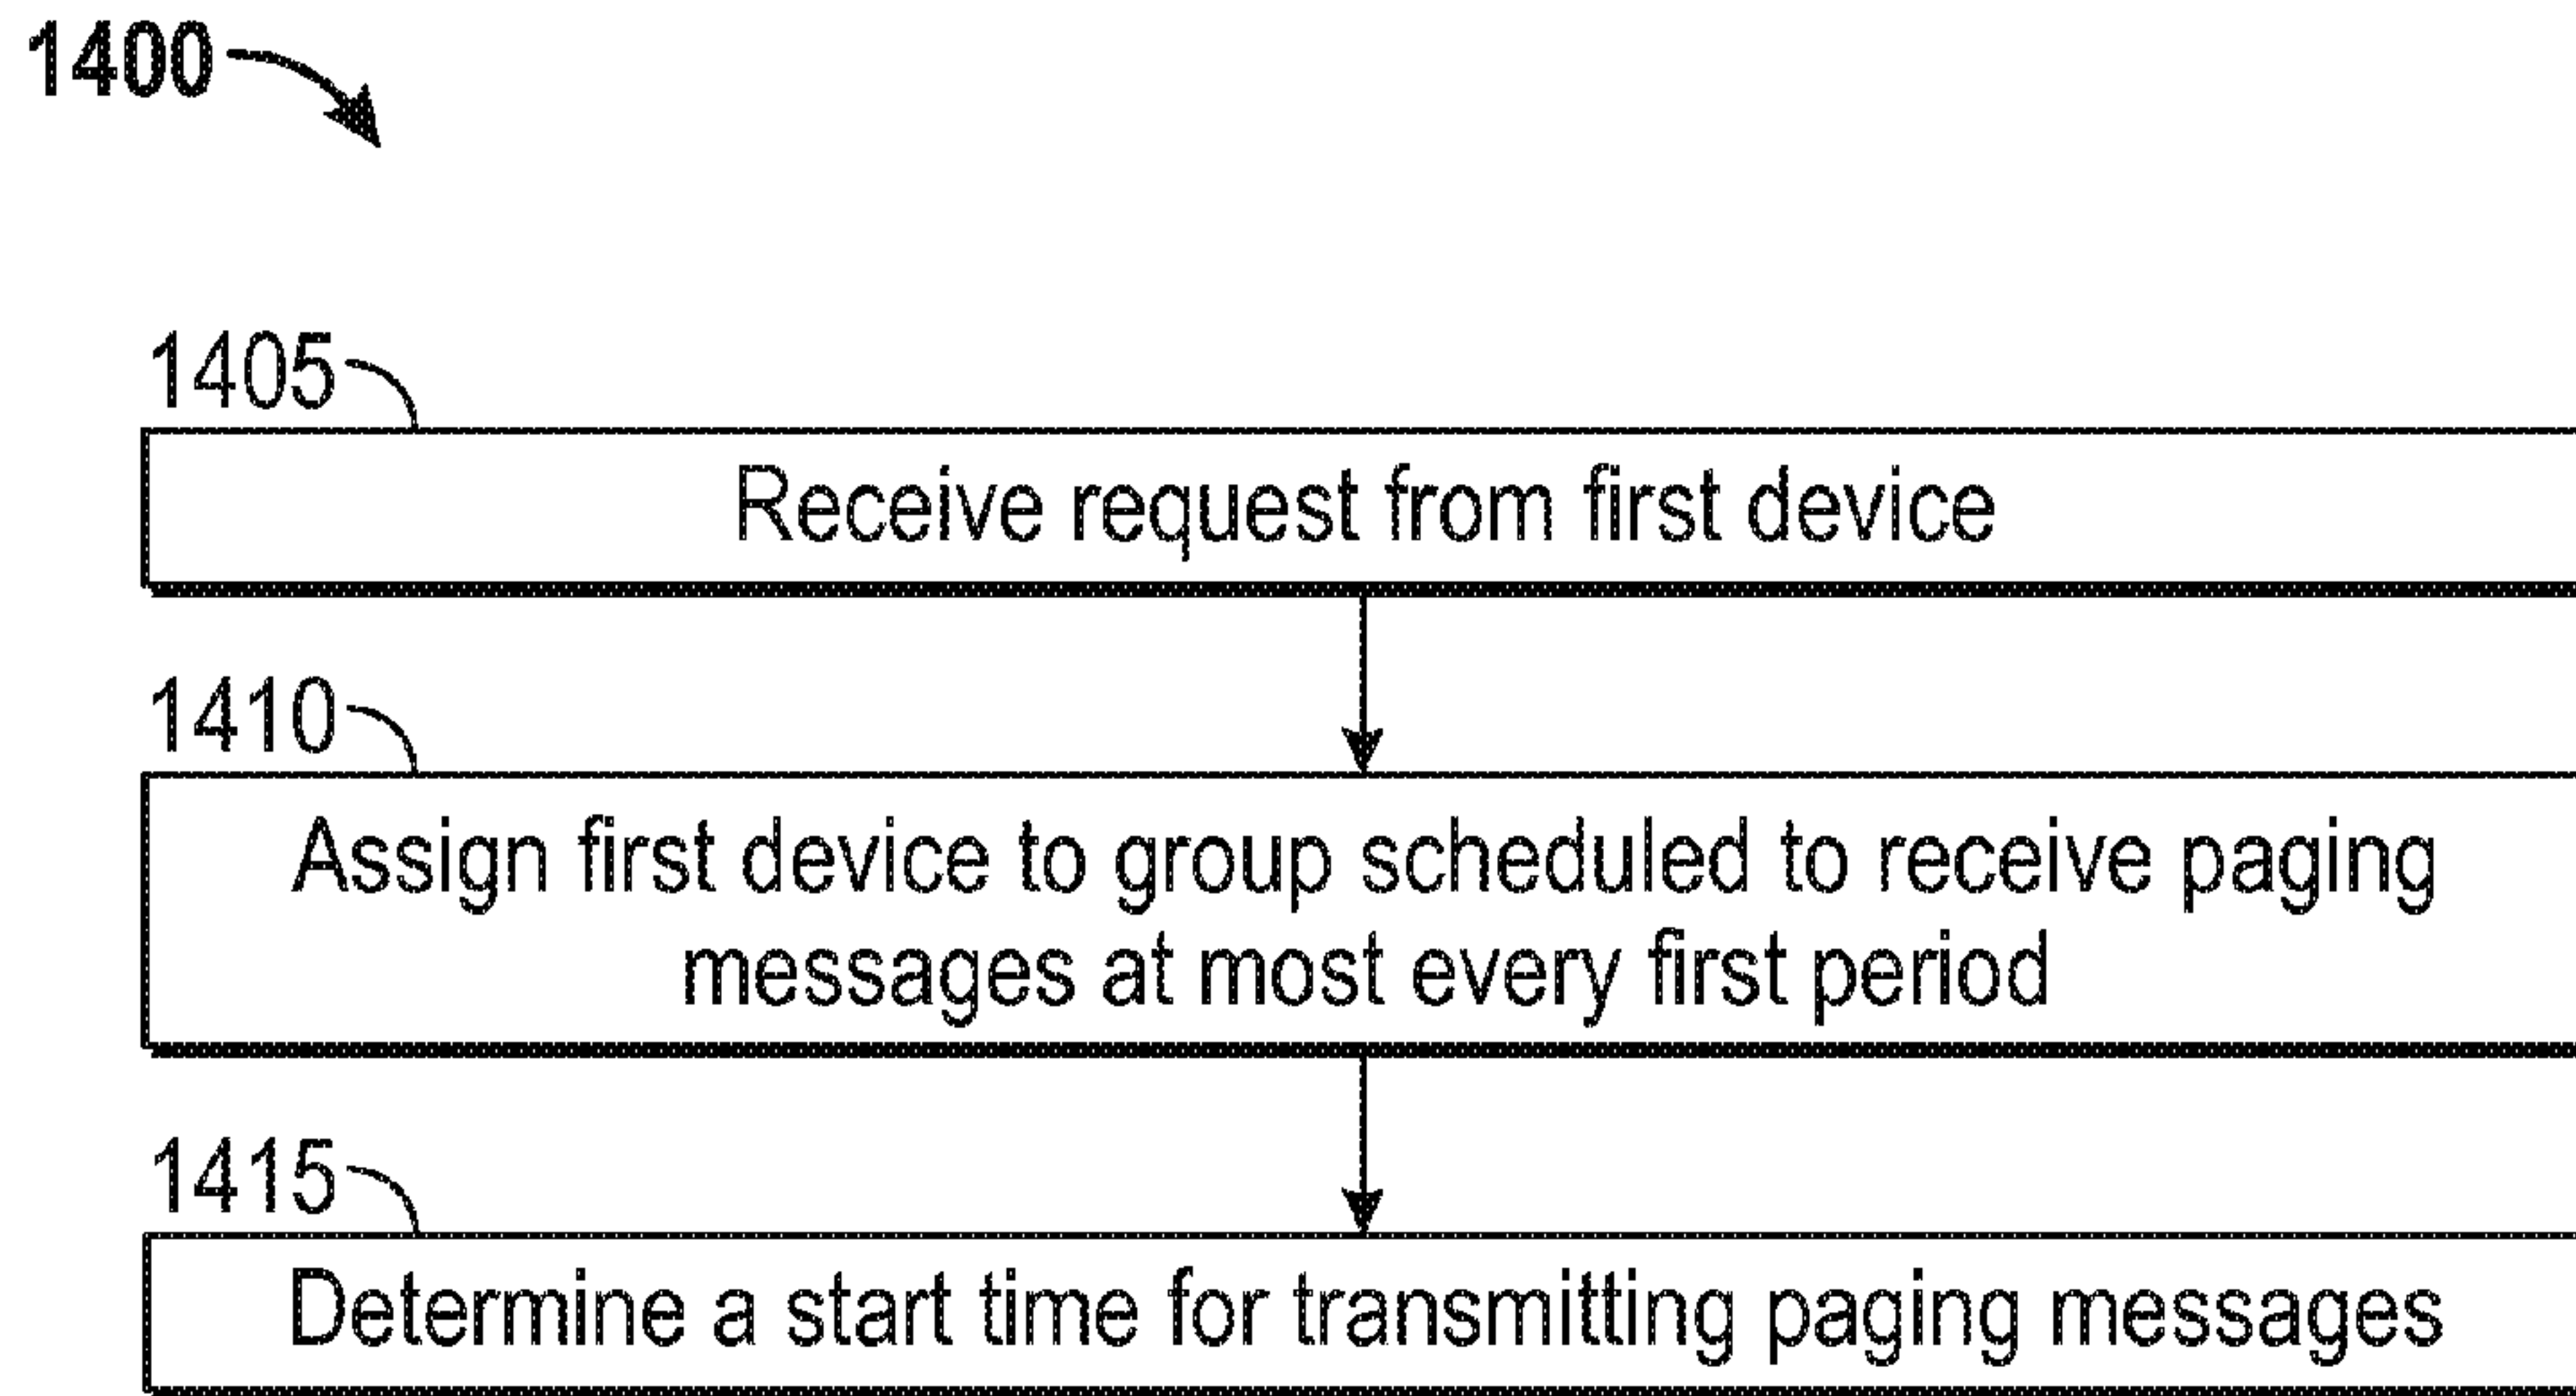 1400
1405
Receive request from first device
1410
Assign first device to group scheduled to receive paging
messages at most every first period
1415
Determine a start time for transmitting paging messages